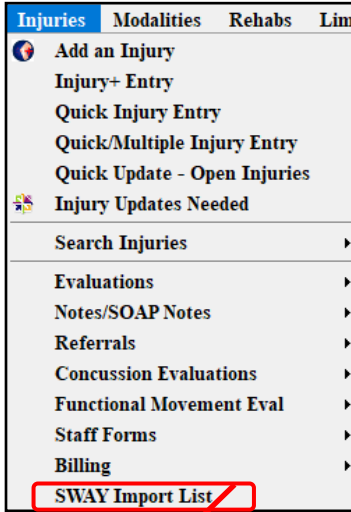 Injuries Modalities Rehabs Lim
Add an Injury
Injury+ Entry
Quick Injury Entry
Quick/Multiple Injury Entry
Quick Update - Open Injuries
Injury Updates Needed
Search Injuries
Evaluations
Notes/SOAP Notes
Referrals
Concussion Evaluations
Functional Movement Eval
Staff Forms
Billing
SWAY Import List